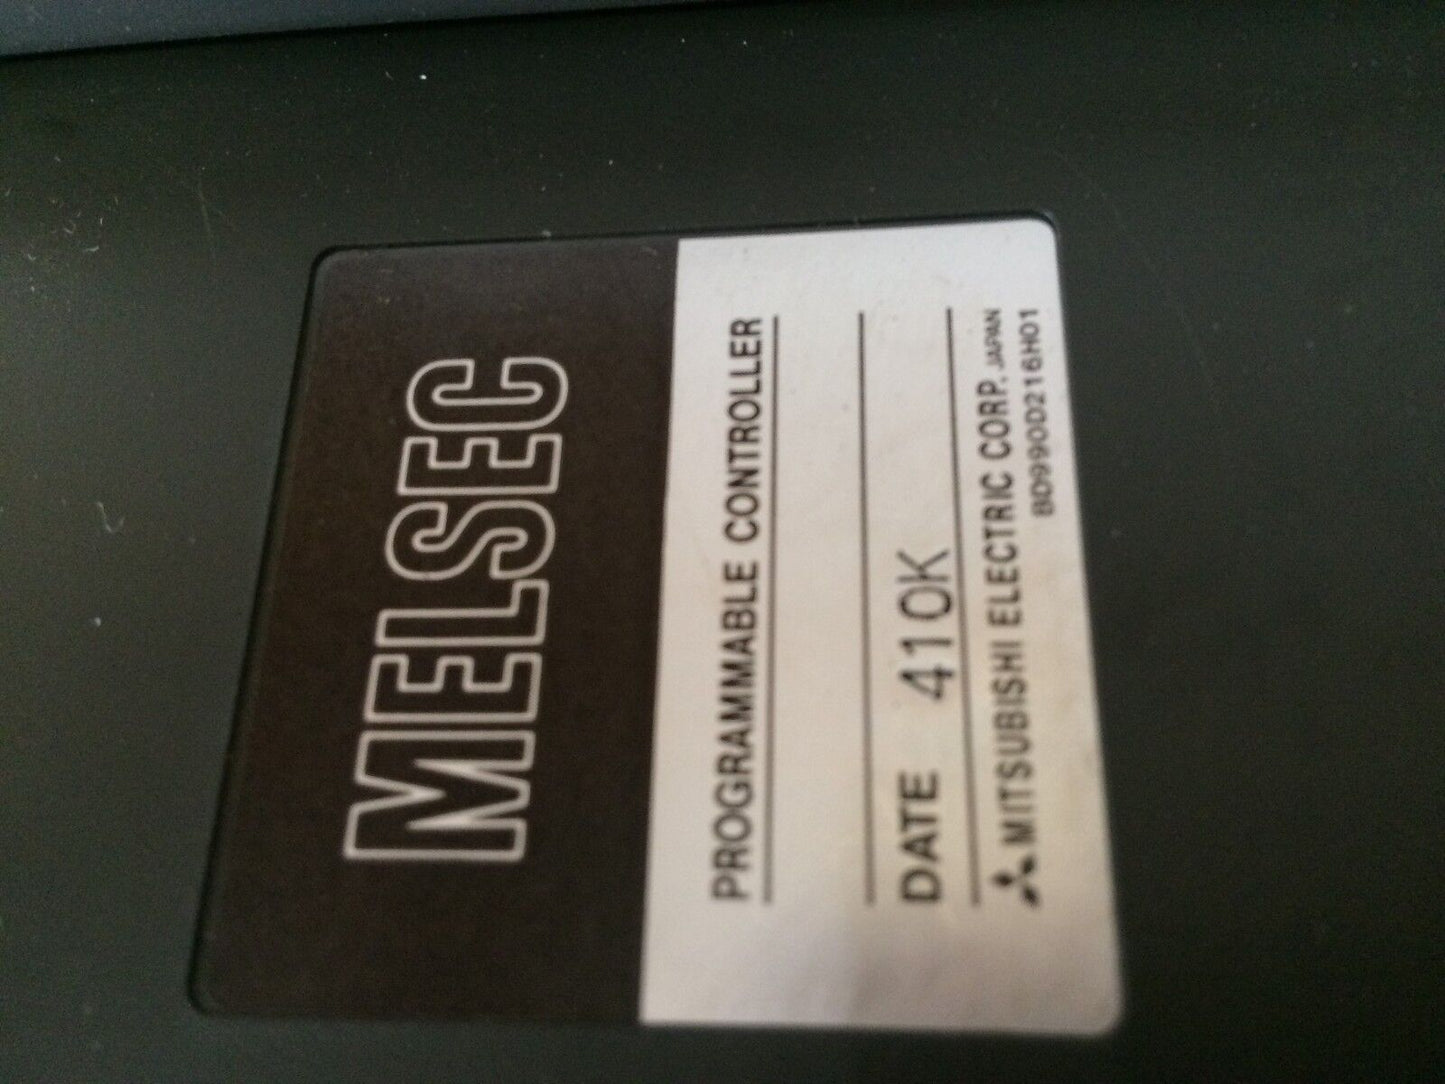 MELSEC
PROGRAMMABLE CONTROLLER
DATE 410K
MITSUBISHI ELECTRIC CORP. JAPAN
BD990D216H01